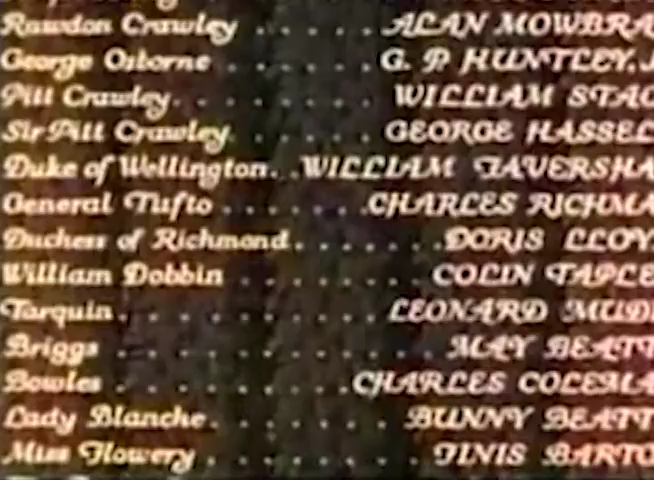 Rawdon Crawley . . . . . ALAN MOWBRA
George Osborne . . . . . . G. P. HUNTLEY, J
Pitt Crawley. . . . . . . WILLIAM STAC
Sir Pitt Crawley. . . . . . GEORGE HASSEL
Duke of Wellington. . WILLIAM FAVERSHA
General Tufto . . . . . . . CHARLES RICHMA
Duchess of Richmond. . . . . . . DORIS LLOY
William Dobbin . . . . . . . . COLIN TAPLE
Tarquin. . . . . . . . . . LEONARD MUDI
Briggs . . . . . . . . . . . . MAY BEATT
Bowles . . . . . . . . . . CHARLES COLEMA
Lady Blanche. . . . . . . BUNNY BEATT
Miss Flowery . . . . . . . . TINIS BARTO